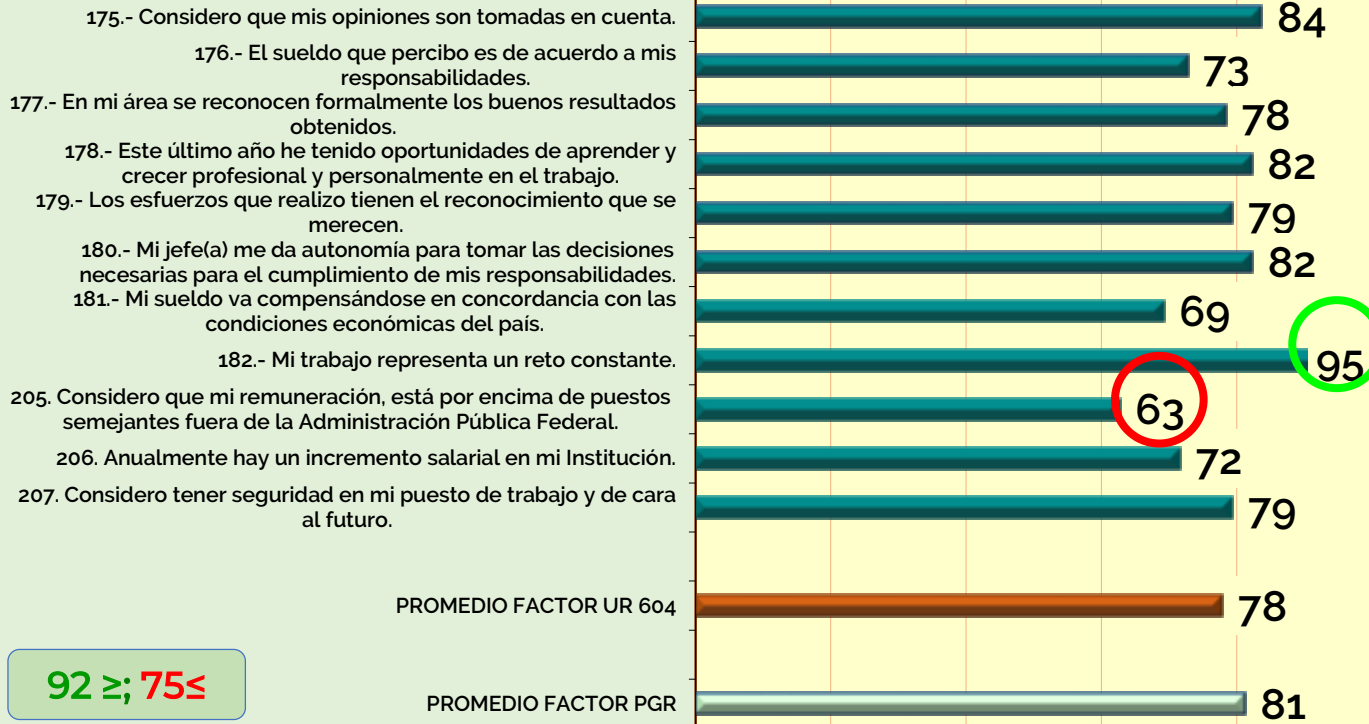 175.- Considero que mis opiniones son tomadas en cuenta.
84
176.- El sueldo que percibo es de acuerdo a mis
responsabilidades.
73
177.- En mi área se reconocen formalmente los buenos resultados
obtenidos.
78
178.- Este último año he tenido oportunidades de aprender y
crecer profesional y personalmente en el trabajo.
82
179.- Los esfuerzos que realizo tienen el reconocimiento que se
merecen.
79
180.- Mi jefe(a) me da autonomía para tomar las decisiones
necesarias para el cumplimiento de mis responsabilidades.
82
181.- Mi sueldo va compensándose en concordancia con las
condiciones económicas del país.
69
182.- Mi trabajo representa un reto constante.
95
205. Considero que mi remuneración, está por encima de puestos
semejantes fuera de la Administración Pública Federal.
63
206. Anualmente hay un incremento salarial en mi Institución.
72
207. Considero tener seguridad en mi puesto de trabajo y de cara
al futuro.
79
PROMEDIO FACTOR UR 604
78
92 ≥; 75≤
PROMEDIO FACTOR PGR
81